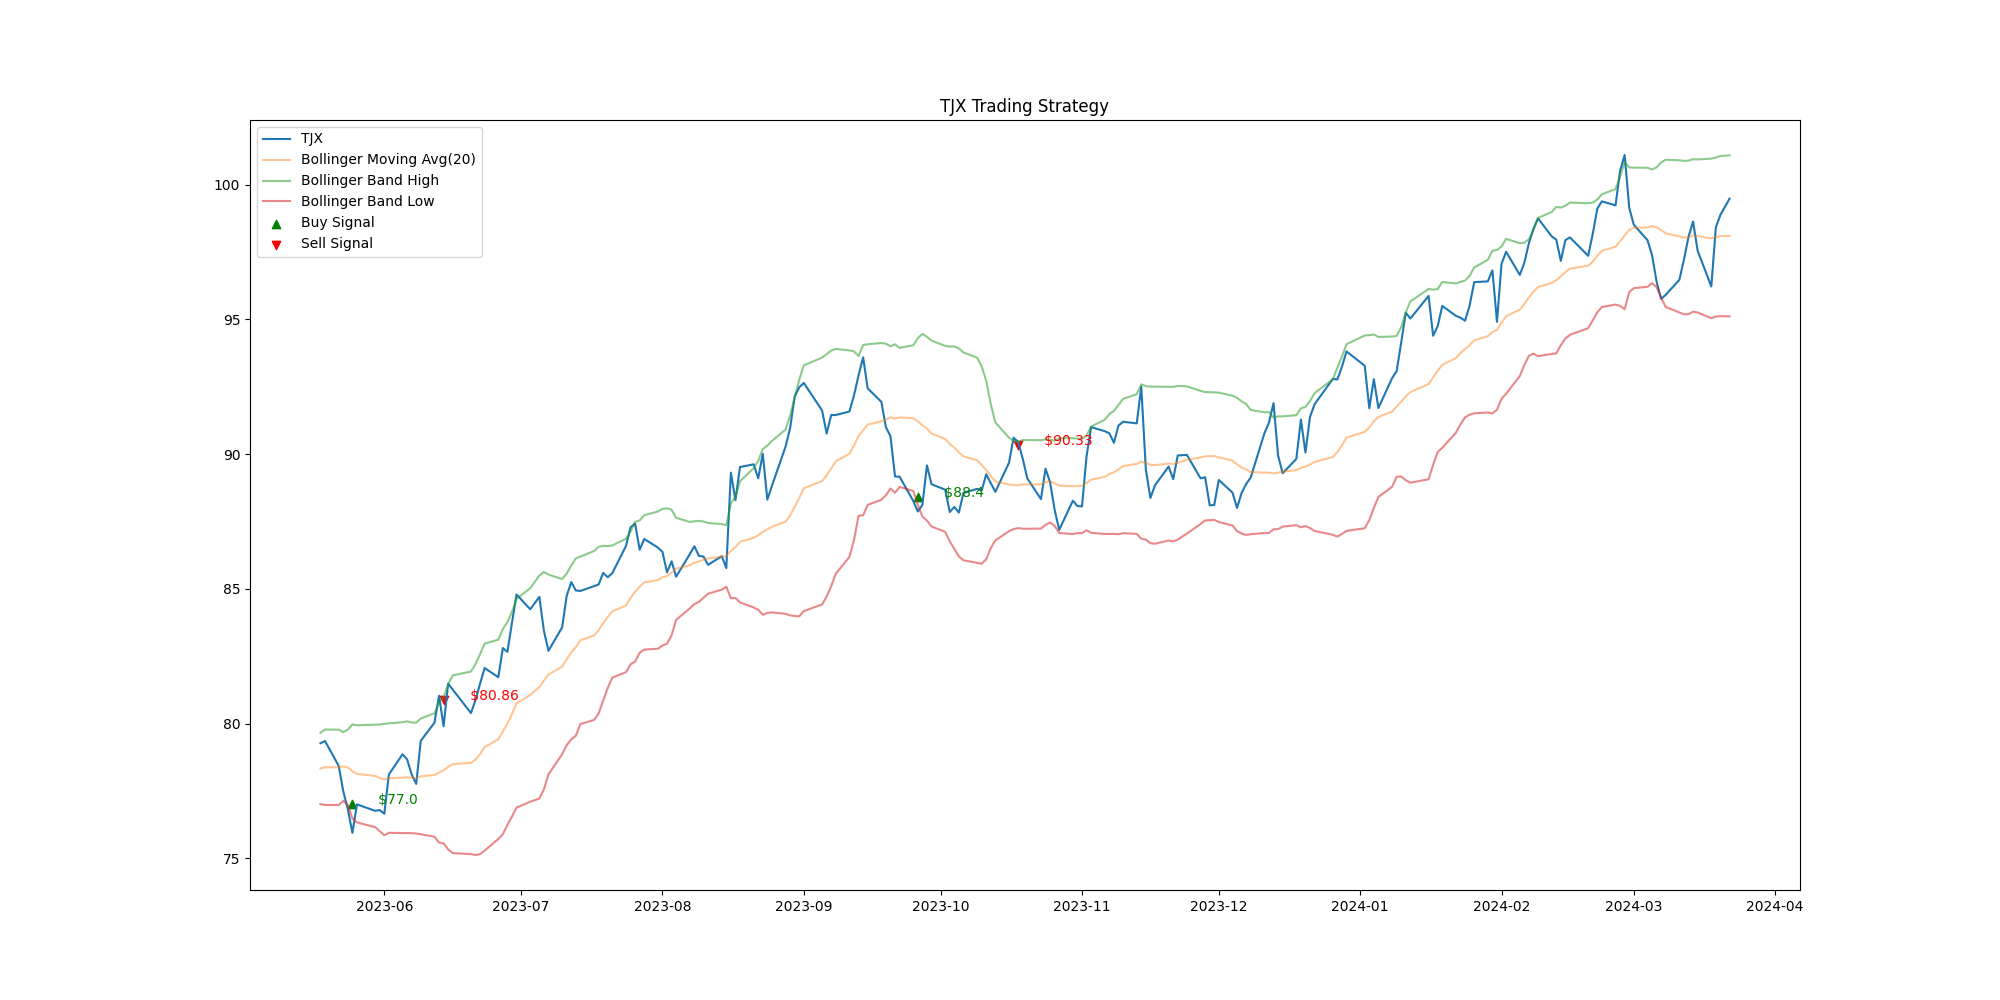 TJX Trading Strategy
TJX
Bollinger Moving Avg(20)
Bollinger Band High
Bollinger Band Low
Buy Signal
Sell Signal
100
95
90
85
80
75
$90.33
$88.4
$80.86
$77.0
2023-06 2023-07 2023-08 2023-09 2023-10 2023-11 2023-12 2024-01 2024-02 2024-03 2024-04